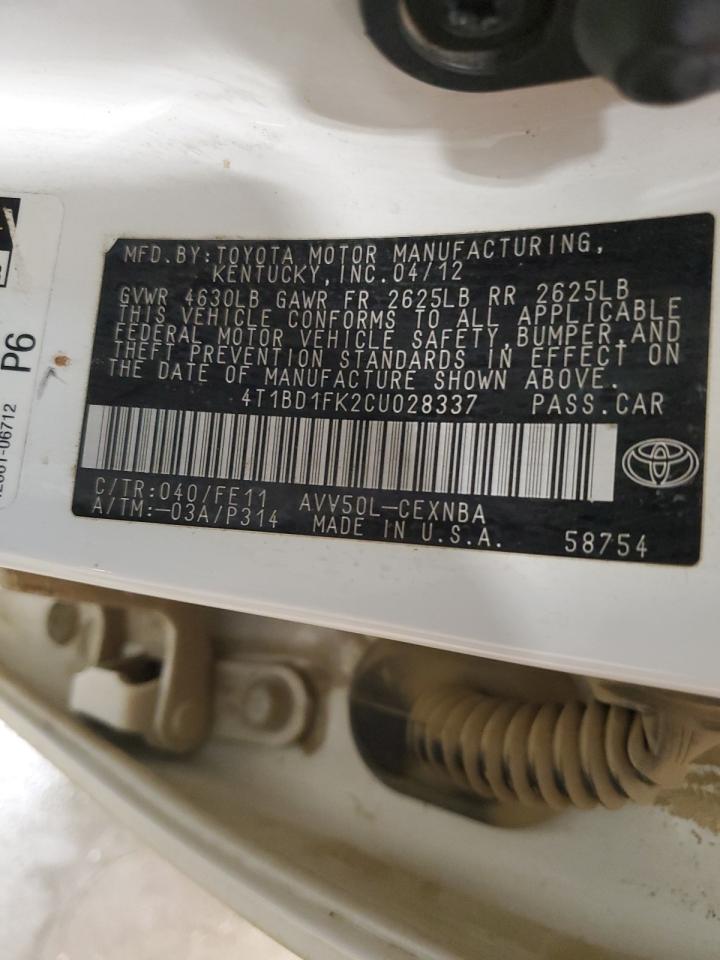 MFD.BY:TOYOTA MOTOR MANUFACTURING,
KENTUCKY, INC. 04/12
GVWR 4630LB GAWR FR 2625LB RR 2625LB
THIS VEHICLE CONFORMS TO ALL APPLICABLE
FEDERAL MOTOR VEHICLE SAFETY,BUMPER,AND
THEFT PREVENTION STANDARDS IN EFFECT ON
THE DATE OF MANUFACTURE SHOWN ABOVE.
4T1BD1FK2CU028337 PASS.CAR
C/TR:040/FE11 AVV50L-CEXNBA
A/TM:-03A/P314 MADE IN U.S.A. 58754
P6
-06712